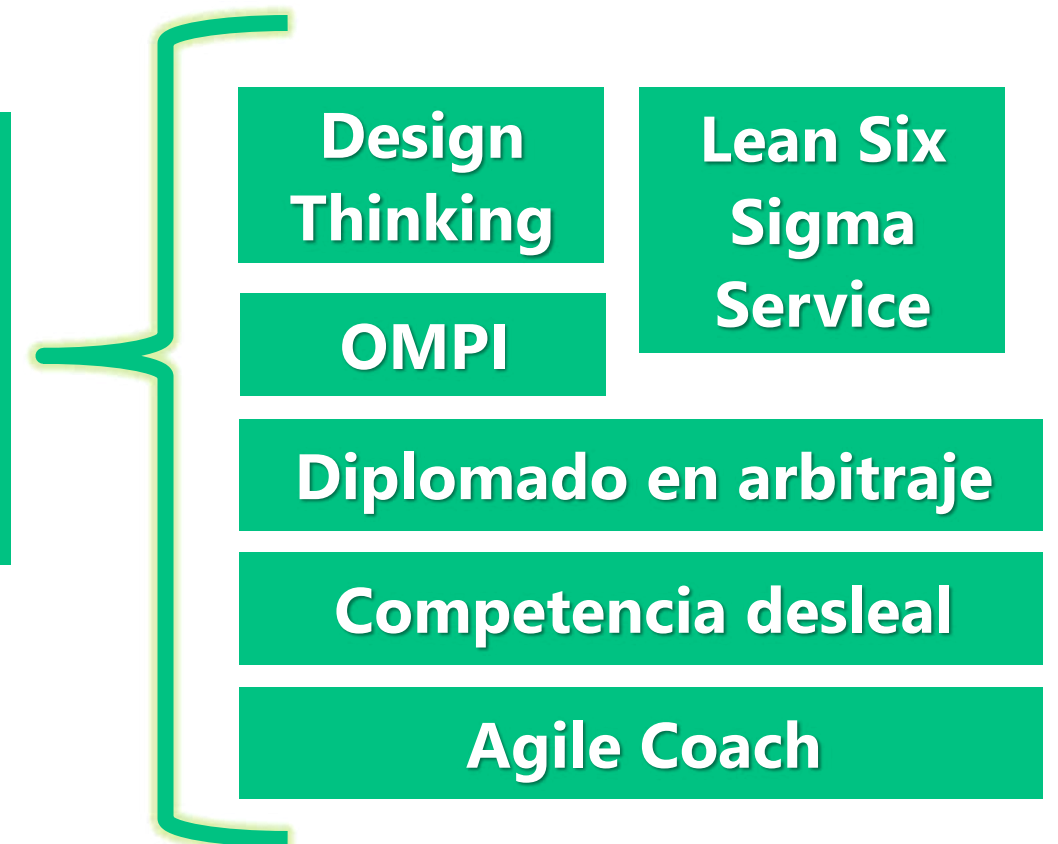 Design
Thinking
Lean Six
Sigma
Service
OMPI
Diplomado en arbitraje
Competencia desleal
Agile Coach